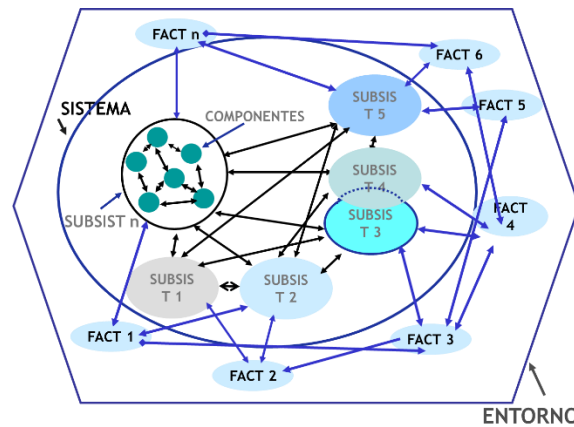 FACT n
FACT 6
SISTEMA
COMPONENTES
SUBSIS
T 5
FACT 5
SUBSIS
T 4
SUBSIST n
SUBSIS
T 3
FACT
4
SUBSIS
T 1
SUBSIS
T 2
FACT 1
FACT 3
FACT 2
ENTORNO